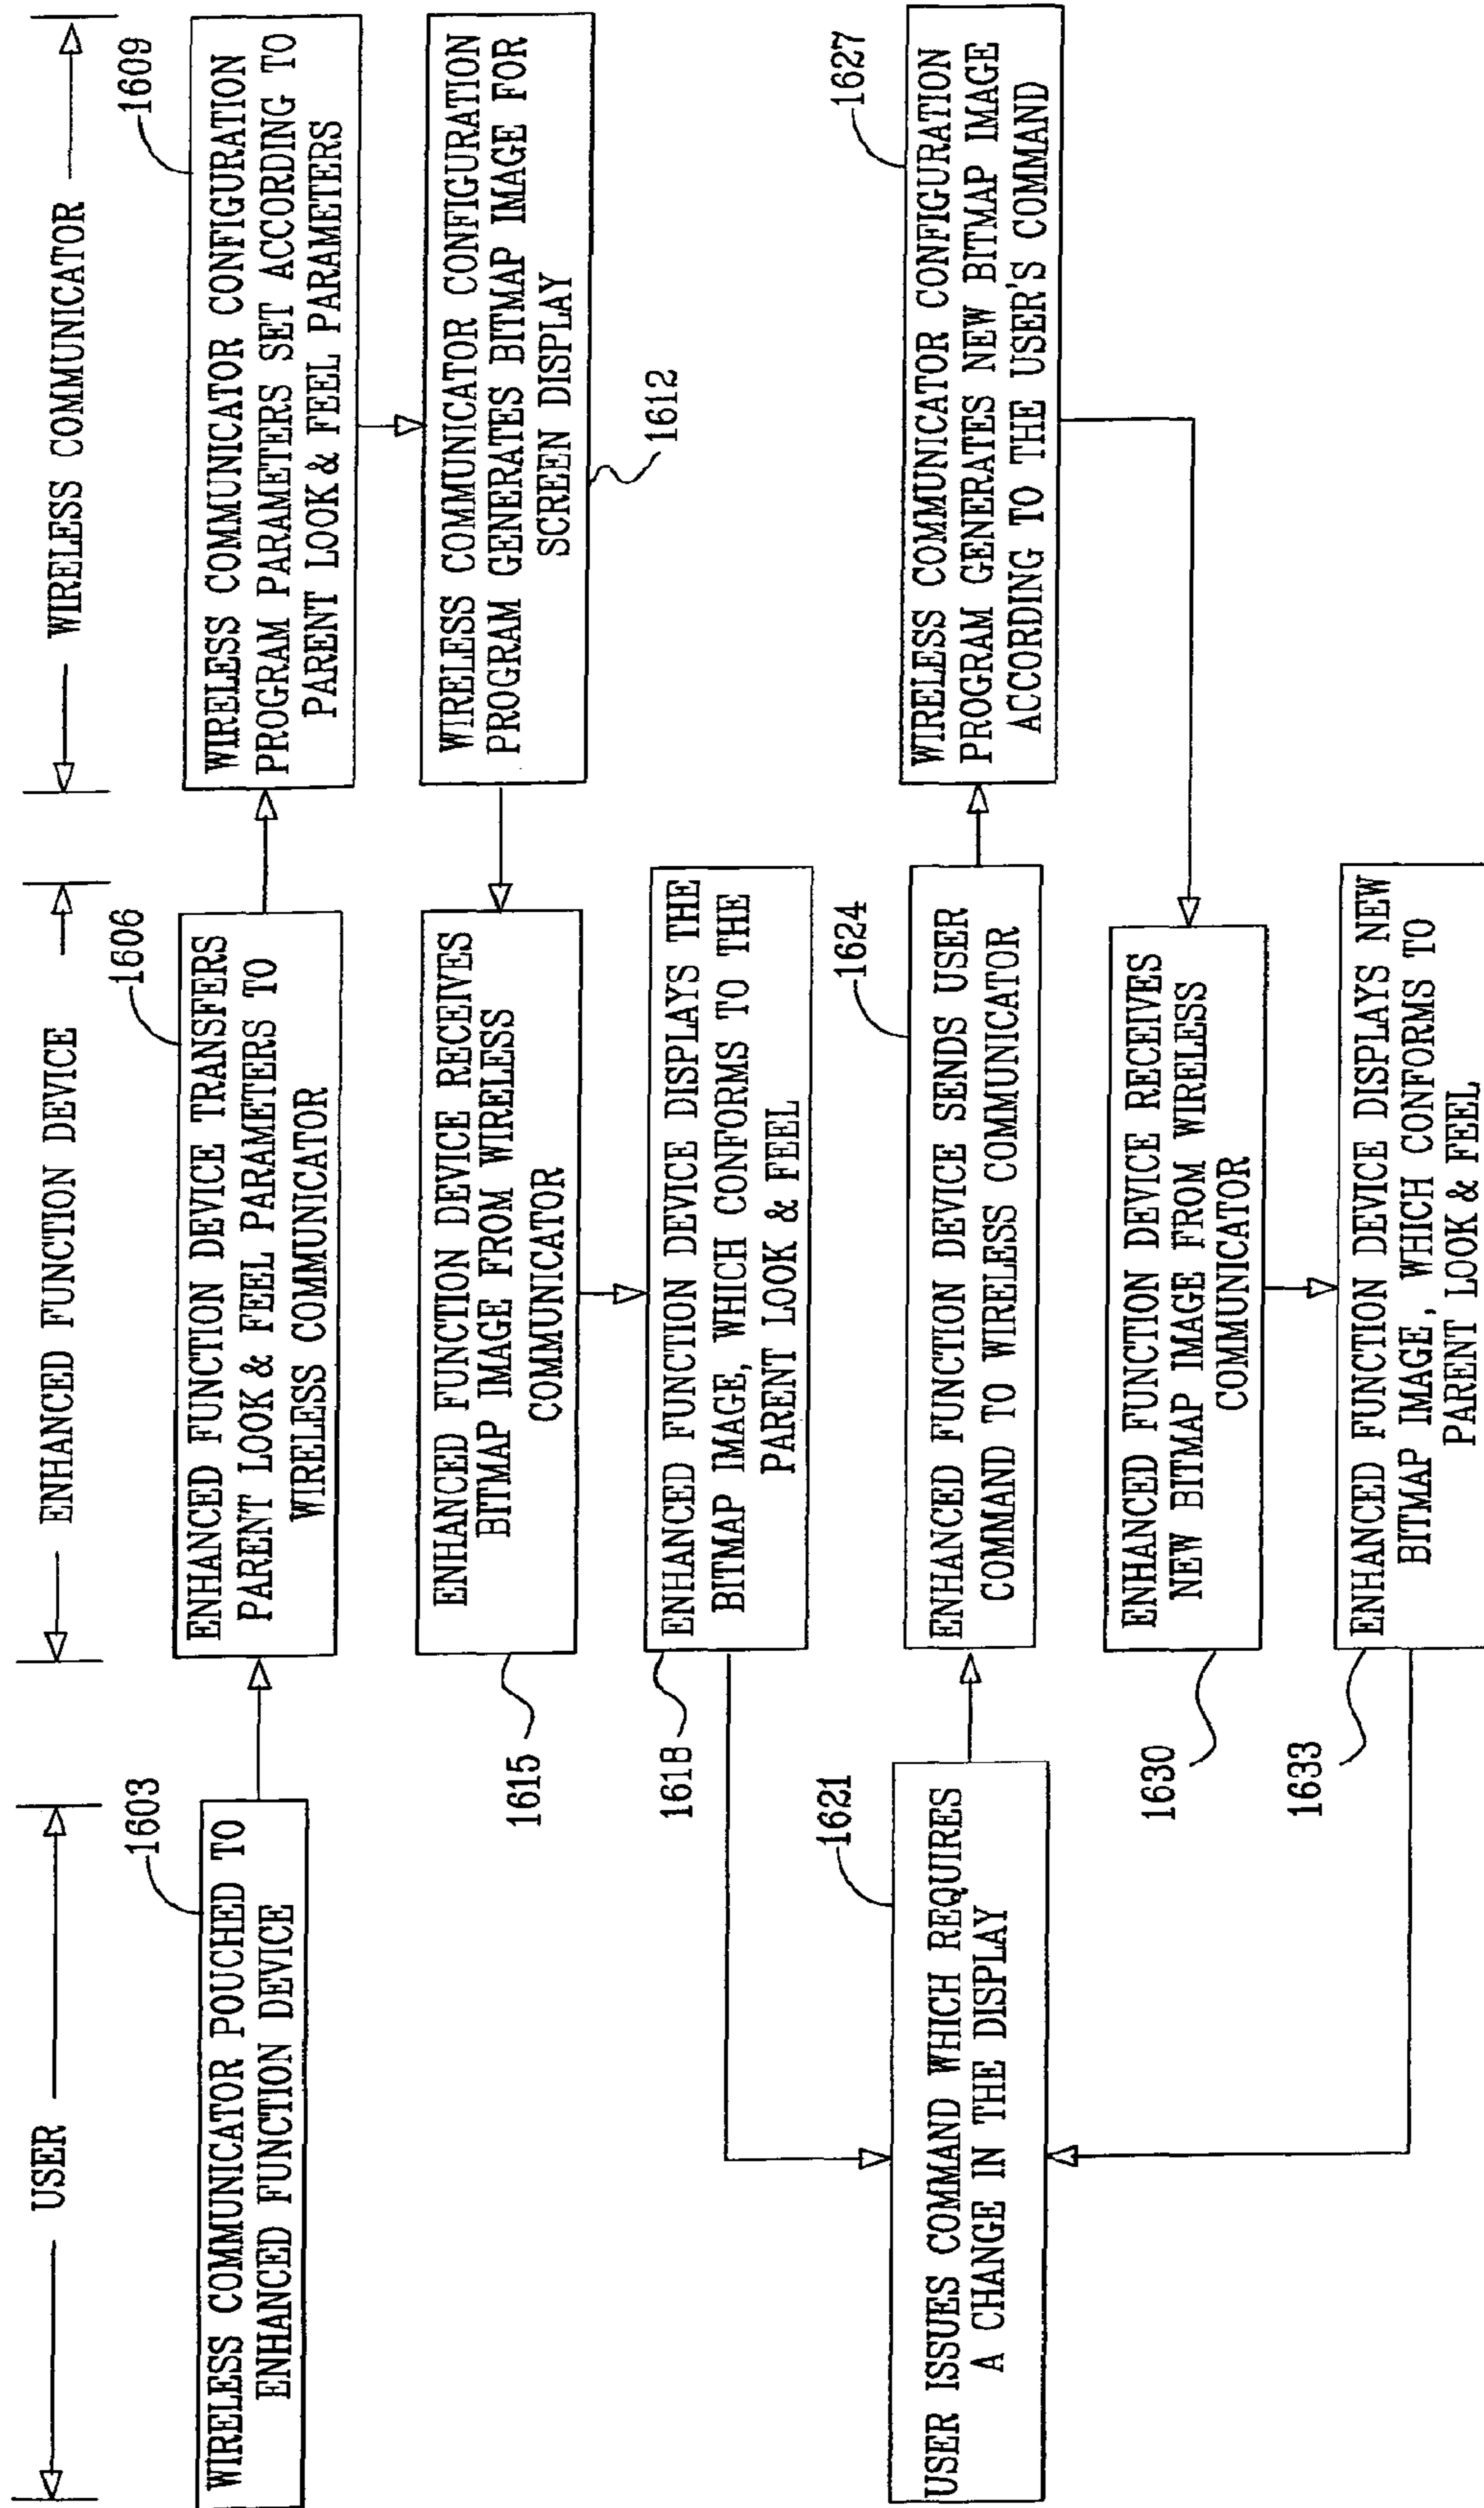 USER
ENHANCED FUNCTION DEVICE
WIRELESS COMMUNICATOR
1603
WIRELESS COMMUNICATOR POUCHED TO
ENHANCED FUNCTION DEVICE
1606
ENHANCED FUNCTION DEVICE TRANSFERS
PARENT LOOK & FEEL PARAMETERS TO
WIRELESS COMMUNICATOR
1609
WIRELESS COMMUNICATOR CONFIGURATION
PROGRAM PARAMETERS SET ACCORDING TO
PARENT LOOK & FEEL PARAMETERS
WIRELESS COMMUNICATOR CONFIGURATION
PROGRAM GENERATES BITMAP IMAGE FOR
SCREEN DISPLAY
1612
ENHANCED FUNCTION DEVICE RECEIVES
BITMAP IMAGE FROM WIRELESS
COMMUNICATOR
1615
ENHANCED FUNCTION DEVICE DISPLAYS THE
BITMAP IMAGE, WHICH CONFORMS TO THE
PARENT LOOK & FEEL
1618
1621
USER ISSUES COMMAND WHICH REQUIRES
A CHANGE IN THE DISPLAY
1624
ENHANCED FUNCTION DEVICE SENDS USER
COMMAND TO WIRELESS COMMUNICATOR
1627
WIRELESS COMMUNICATOR CONFIGURATION
PROGRAM GENERATES NEW BITMAP IMAGE
ACCORDING TO THE USER'S COMMAND
ENHANCED FUNCTION DEVICE RECEIVES
NEW BITMAP IMAGE FROM WIRELESS
COMMUNICATOR
1630
ENHANCED FUNCTION DEVICE DISPLAYS NEW
BITMAP IMAGE, WHICH CONFORMS TO
PARENT LOOK & FEEL
1633